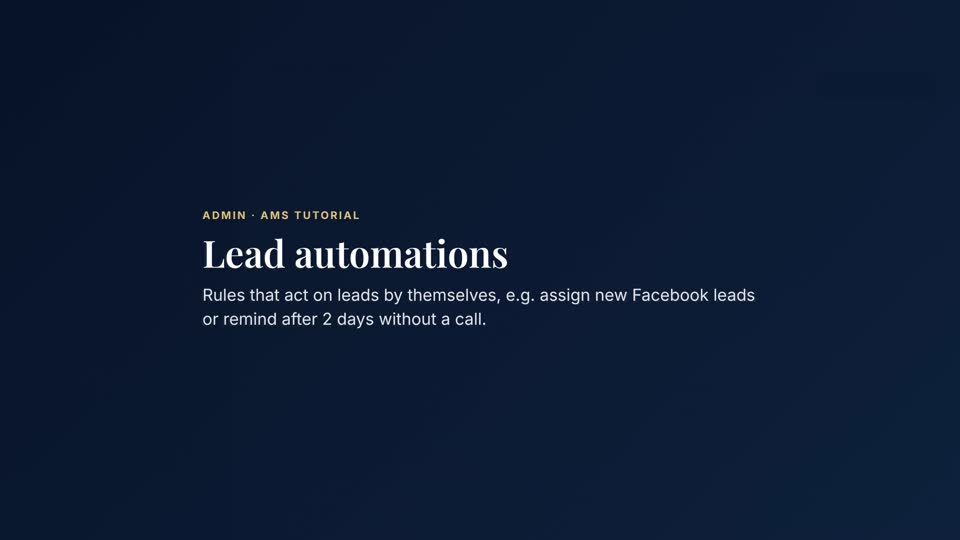 ADMIN · AMS TUTORIAL
Lead automations
Rules that act on leads by themselves, e.g. assign new Facebook leads
or remind after 2 days without a call.